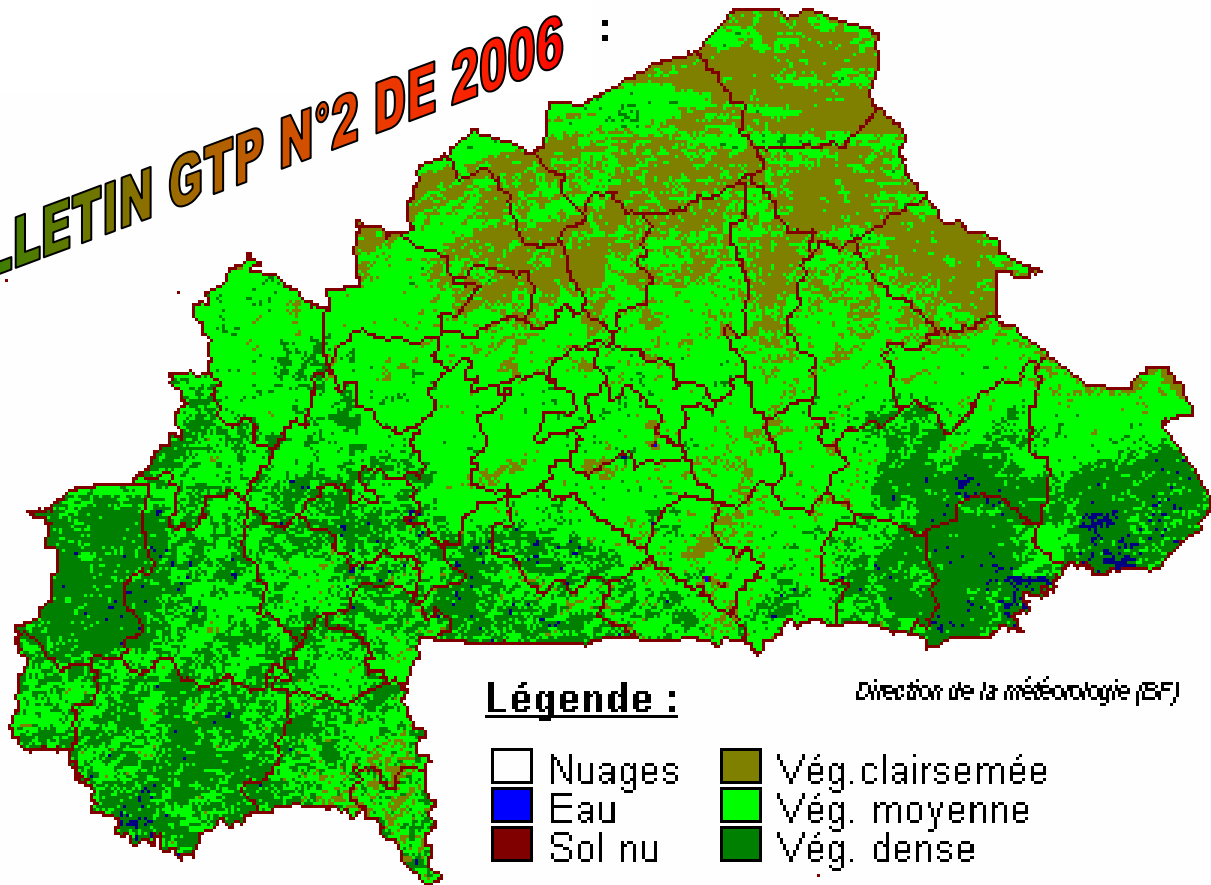 LLETIN GTP N°2 DE 2006 :
Légende :
Direction de la météorologie (BF)
Nuages
Eau
Sol nu
Vég. clairsemée
Vég. moyenne
Vég. dense